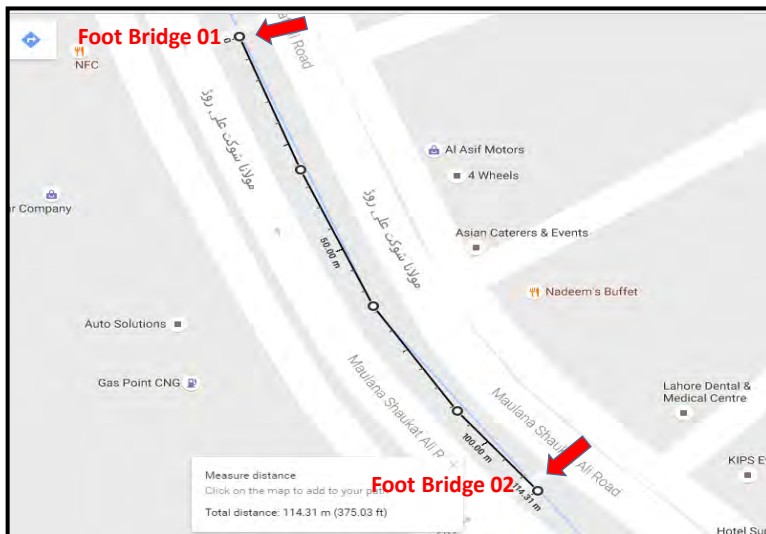 Foot Bridge 01
NFC
0
i Road
مولانا شوکت علی روڈ
Al Asif Motors
4 Wheels
r Company
مولانا شوکت علی روڈ
50.00 m
Asian Caterers & Events
Nadeem's Buffet
Auto Solutions
Gas Point CNG
Maulana Shaukat Ali R
Maulana Shaukat Ali Road
Lahore Dental &
Medical Centre
100.00 m
KIPS E
Measure distance
Click on the map to add to your path
Total distance: 114.31 m (375.03 ft)
Foot Bridge 02
114.31 m
Hotel Su